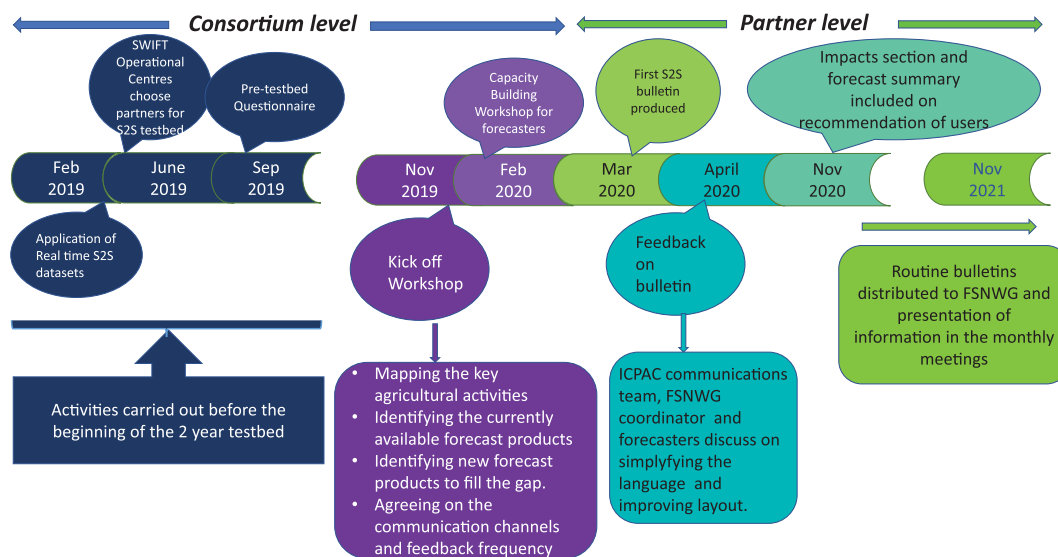 Consortium level
Partner level
SWIFT
Operational
Centres
choose
partners for
S2S testbed
Pre-testbed
Questionnaire
Capacity
Building
Workshop for
forecasters
First S2S
bulletin
produced
Impacts section and
forecast summary
included on
recommendation of users
Feb
2019
June
2019
Sep
2019
Nov
2019
Feb
2020
Mar
2020
April
2020
Nov
2020
Nov
2021
Application of
Real time S2S
datasets
Kick off
Workshop
Feedback
on
bulletin
Routine bulletins
distributed to FSNWG and
presentation of
information in the monthly
meetings
Activities carried out before the
beginning of the 2 year testbed
• Mapping the key
agricultural activities
• Identifying the currently
available forecast products
• Identifying new forecast
products to fill the gap.
• Agreeing on the
communication channels
and feedback frequency
ICPAC communications
team, FSNWG
coordinator and
forecasters discuss on
simplyfying the
language and
improving layout.